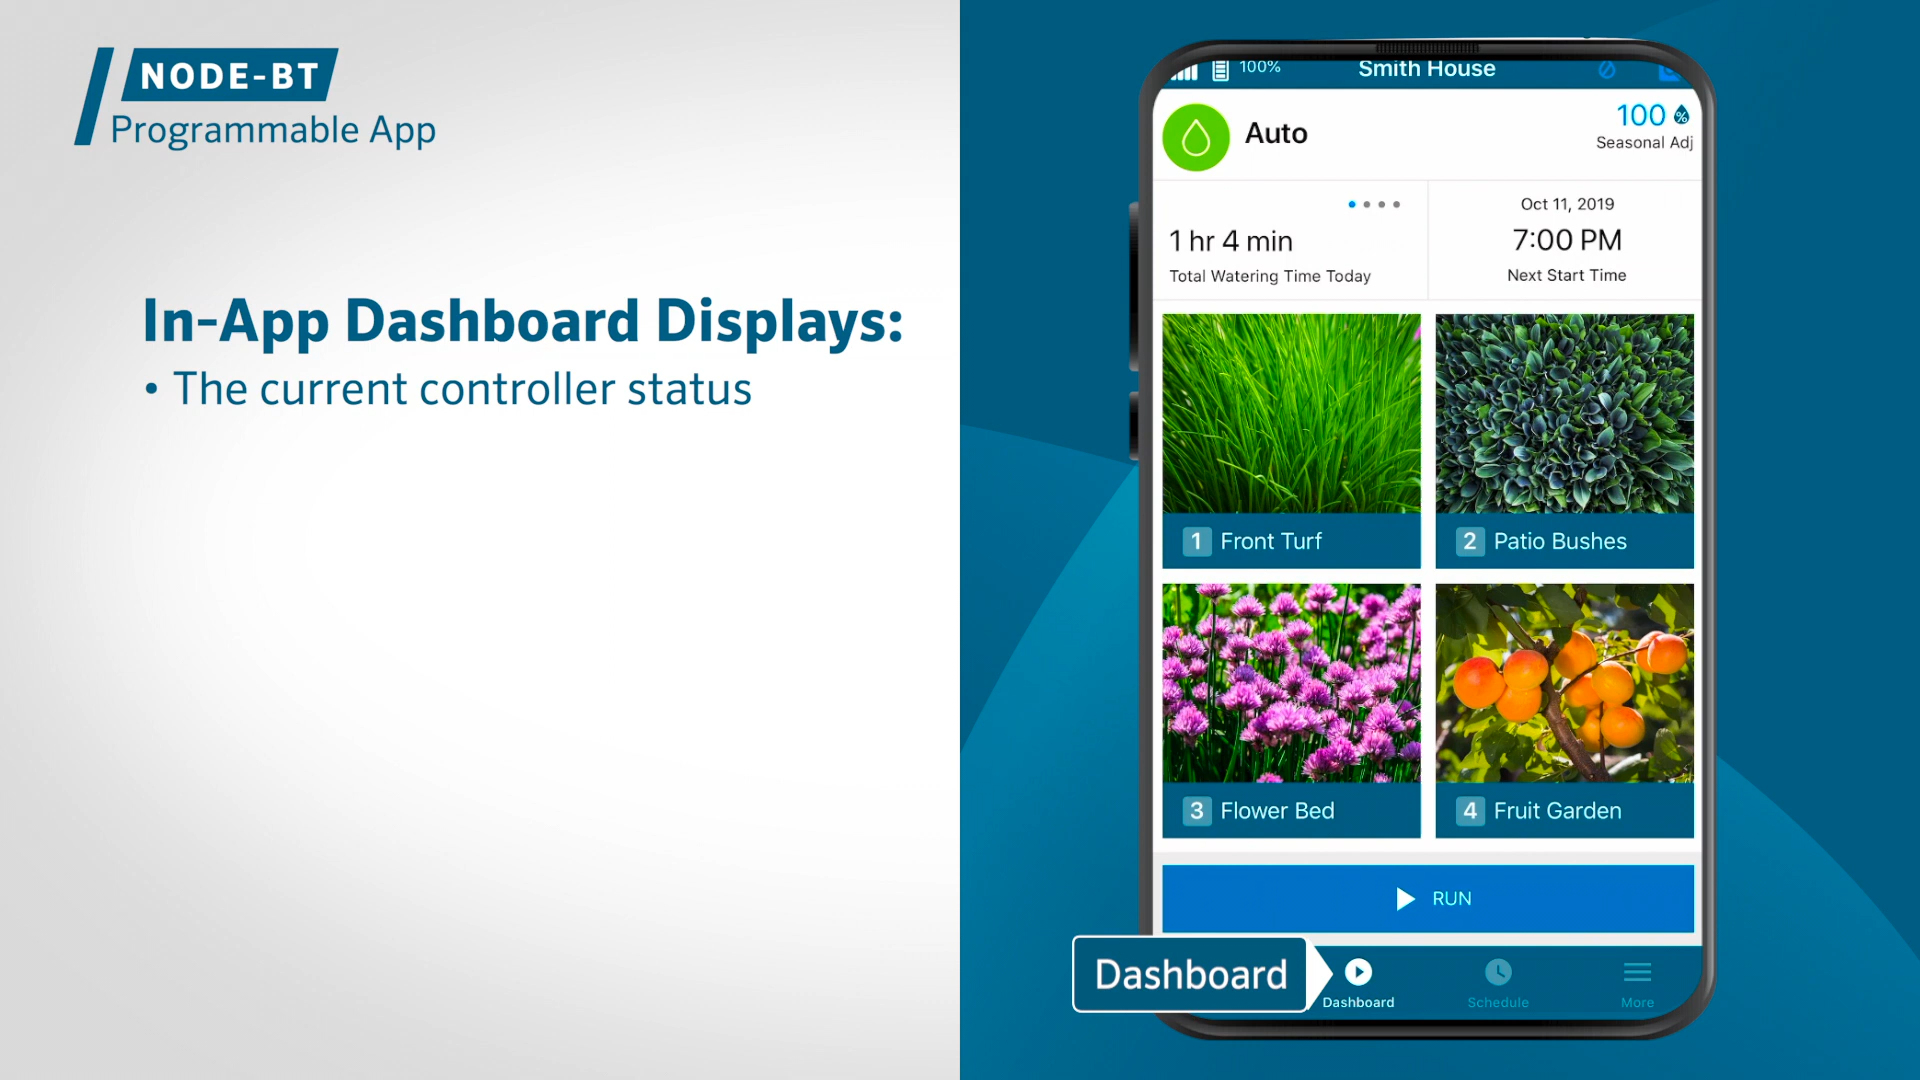 NODE-BT
Programmable App
In-App Dashboard Displays:
• The current controller status
100%
Smith House
Auto
100 %
Seasonal Adj
1 hr 4 min
Total Watering Time Today
Oct 11, 2019
7:00 PM
Next Start Time
1 Front Turf
2 Patio Bushes
3 Flower Bed
4 Fruit Garden
RUN
Dashboard
Dashboard
Schedule
More